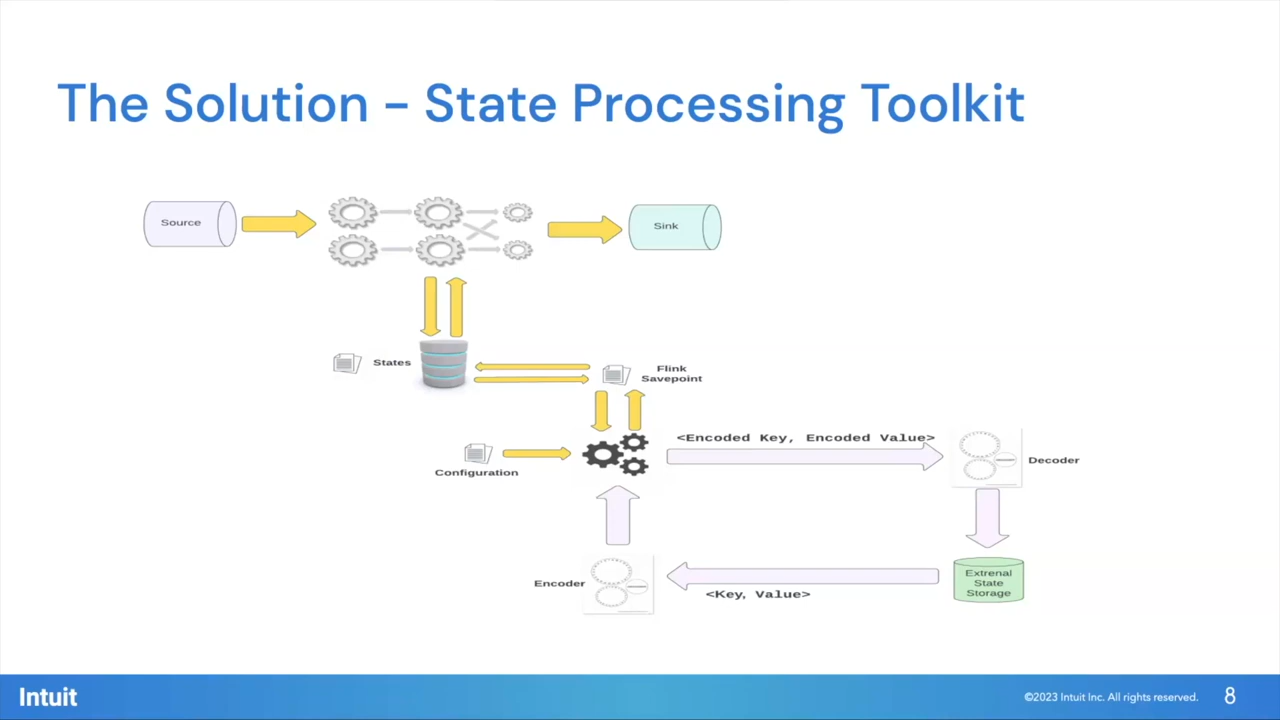 The Solution – State Processing Toolkit
Source
Sink
States
Flink
Savepoint
<Encoded Key, Encoded Value>
Configuration
Decoder
Encoder
Extrenal
State
Storage
<Key, Value>
Intuit
©2023 Intuit Inc. All rights reserved.
8